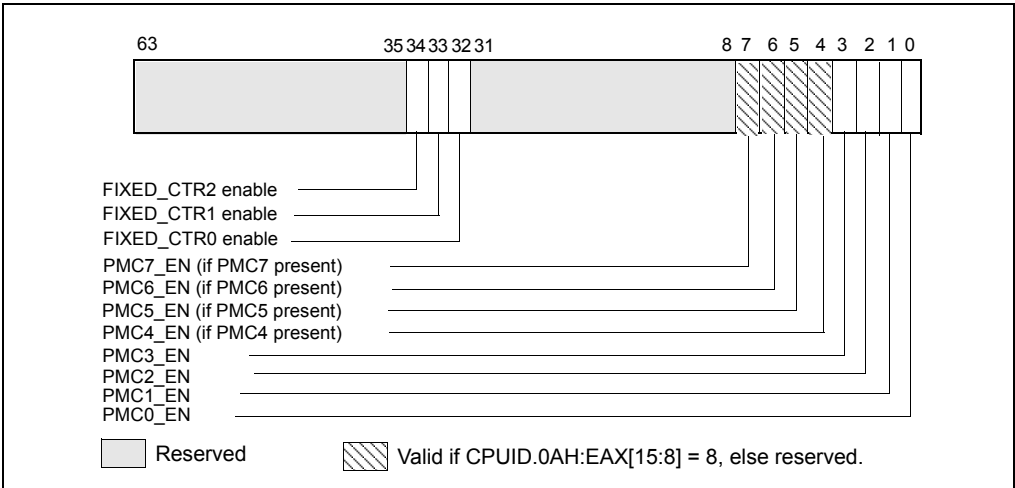 63 35 34 33 32 31 8 7 6 5 4 3 2 1 0
FIXED_CTR2 enable
FIXED_CTR1 enable
FIXED_CTR0 enable
PMC7_EN (if PMC7 present)
PMC6_EN (if PMC6 present)
PMC5_EN (if PMC5 present)
PMC4_EN (if PMC4 present)
PMC3_EN
PMC2_EN
PMC1_EN
PMC0_EN
Reserved Valid if CPUID.0AH:EAX[15:8] = 8, else reserved.